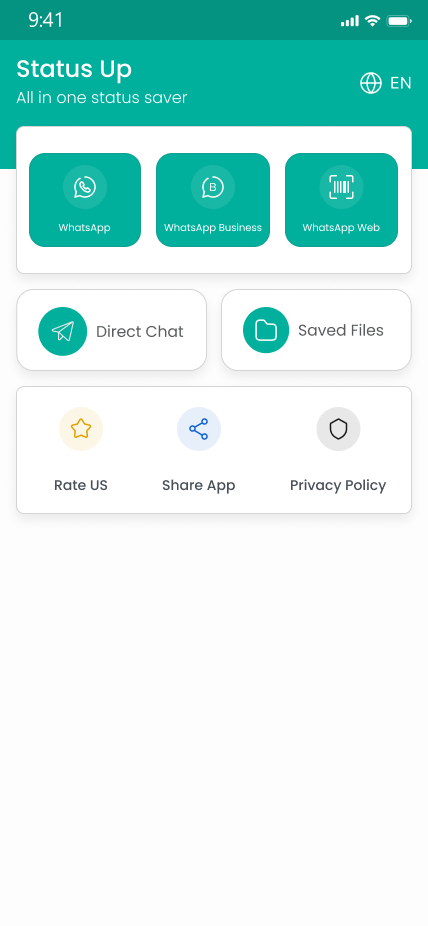 9:41
Status Up
All in one status saver
EN
WhatsApp
B
WhatsApp Business
WhatsApp Web
Direct Chat
Saved Files
Rate US
Share App
Privacy Policy